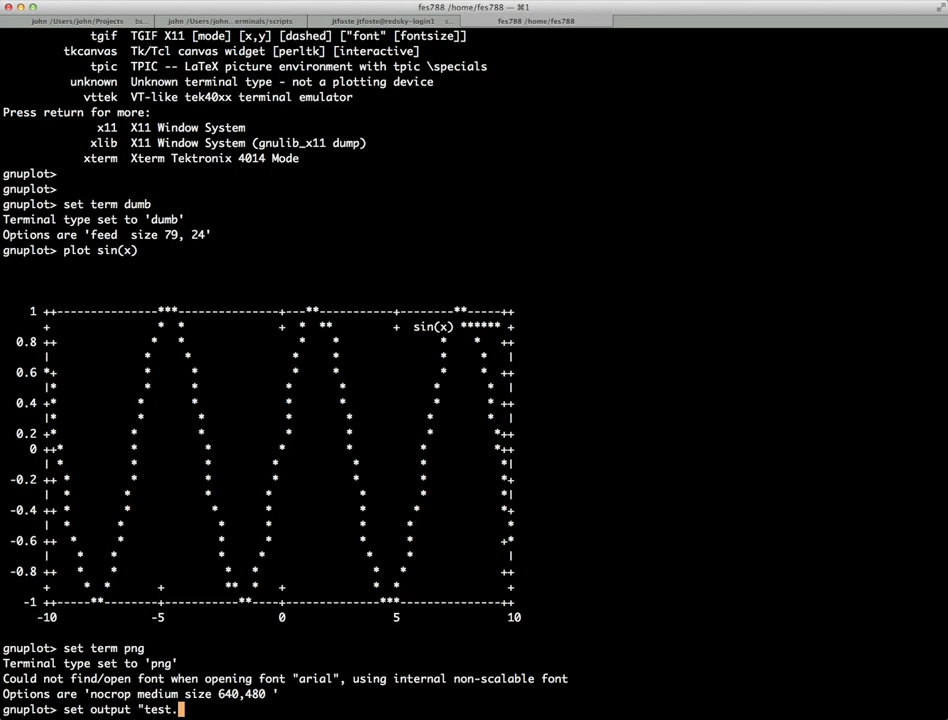 fes788 /home/fes788 — ⌘1
john /Users/john/Projects ba... john /Users/john...erminals/scripts jtfoste.jtfoste@redsky-login1 s... fes788 /home/fes788
tgif TGIF X11 [mode] [x,y] [dashed] ["font" [fontsize]]
tkcanvas Tk/Tcl canvas widget [perltk] [interactive]
tpic TPIC -- LaTeX picture environment with tpic \specials
unknown Unknown terminal type - not a plotting device
vttek VT-like tek40xx terminal emulator
Press return for more:
x11 X11 Window System
xlib X11 Window System (gnulib_x11 dump)
xterm Xterm Tektronix 4014 Mode
gnuplot>
gnuplot>
gnuplot> set term dumb
Terminal type set to 'dumb'
Options are 'feed  size 79, 24'
gnuplot> plot sin(x)
1
sin(x) ******
0.8
0.6
0.4
0.2
0
-0.2
-0.4
-0.6
-0.8
-1
-10 -5 0 5 10
gnuplot> set term png
Terminal type set to 'png'
Could not find/open font when opening font "arial", using internal non-scalable font
Options are 'nocrop medium size 640,480 '
gnuplot> set output "test.